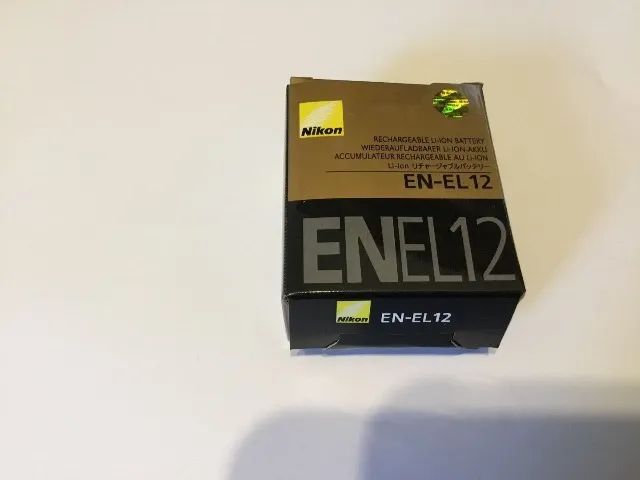 Nikon
RECHARGEABLE Li-ION BATTERY
WIEDERAUFLADBARER Li-ION-AKKU
ACCUMULATEUR RECHARGEABLE AU Li-ION
Li-ion リチャージャブルバッテリー
EN-EL12
ENEL12
Nikon EN-EL12